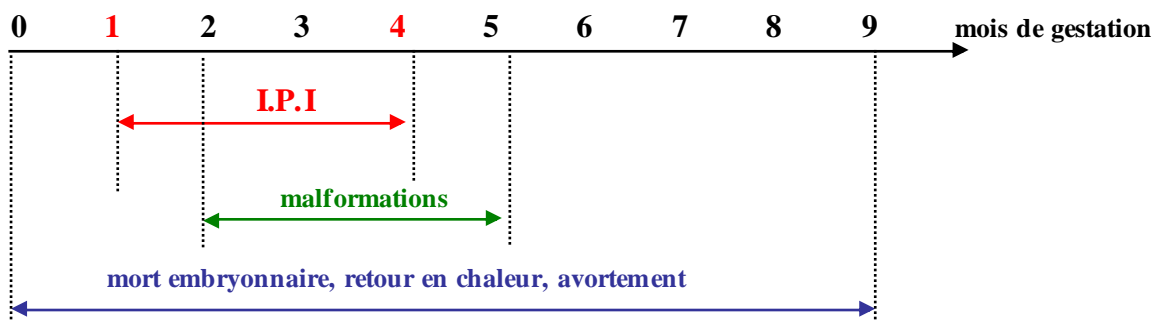 0 1 2 3 4 5 6 7 8 9 mois de gestation
I.P.I
malformations
mort embryonnaire, retour en chaleur, avortement